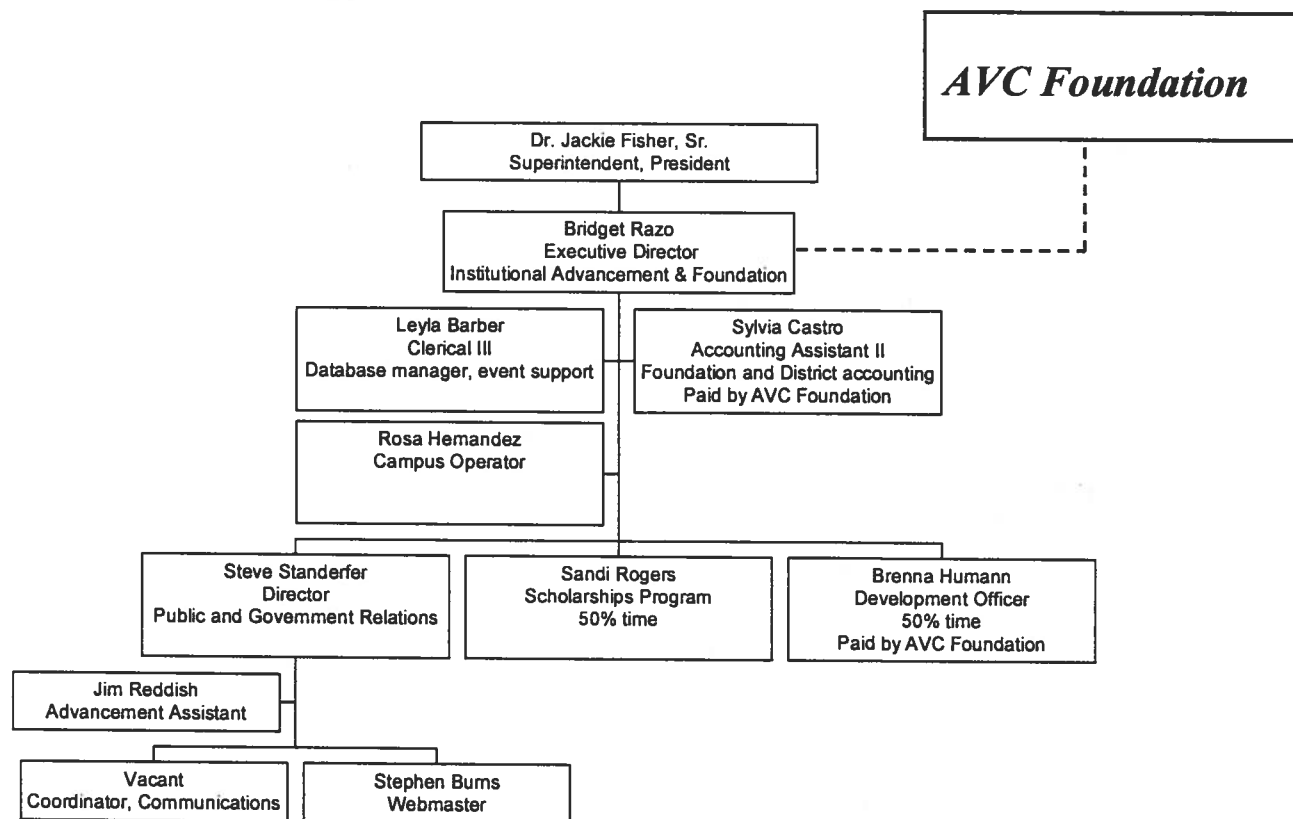 AVC Foundation
Dr. Jackie Fisher, Sr.
Superintendent, President
Bridget Razo
Executive Director
Institutional Advancement & Foundation
Leyla Barber
Clerical III
Database manager, event support
Sylvia Castro
Accounting Assistant II
Foundation and District accounting
Paid by AVC Foundation
Rosa Hernandez
Campus Operator
Steve Standerfer
Director
Public and Government Relations
Sandi Rogers
Scholarships Program
50% time
Brenna Humann
Development Officer
50% time
Paid by AVC Foundation
Jim Reddish
Advancement Assistant
Vacant
Coordinator, Communications
Stephen Burns
Webmaster